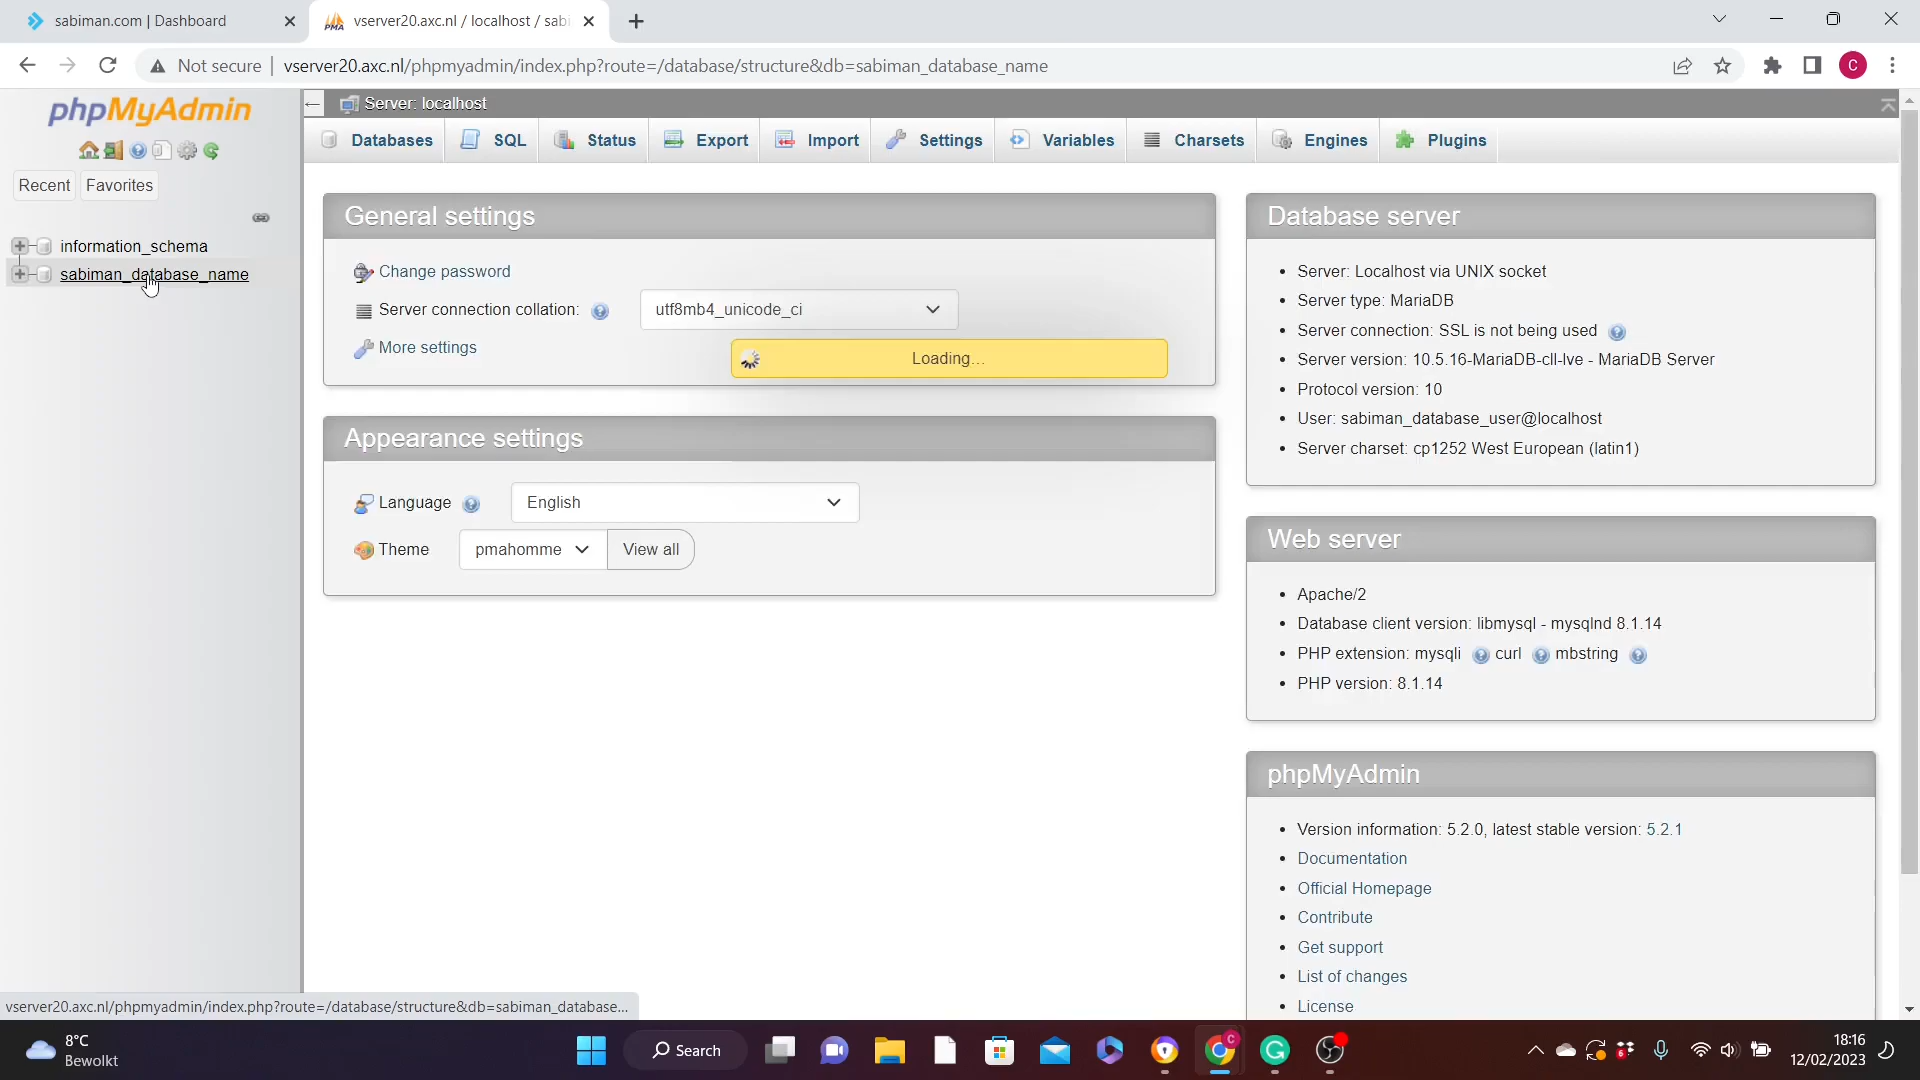 sabiman.com | Dashboard
vserver20.axc.nl / localhost / sabi
Not secure
vserver20.axc.nl/phpmyadmin/index.php?route=/database/structure&db=sabiman_database_name
C
phpMyAdmin
Recent
Favorites
information_schema
sabiman_database_name
Server: localhost
Databases
SQL
Status
Export
Import
Settings
Variables
Charsets
Engines
Plugins
General settings
Change password
Server connection collation:
utf8mb4_unicode_ci
More settings
Loading…
Appearance settings
Language
English
Theme
pmahomme
View all
Database server
Server: Localhost via UNIX socket
Server type: MariaDB
Server connection: SSL is not being used
Server version: 10.5.16-MariaDB-cll-lve - MariaDB Server
Protocol version: 10
User: sabiman_database_user@localhost
Server charset: cp1252 West European (latin1)
Web server
Apache/2
Database client version: libmysql - mysqlnd 8.1.14
PHP extension: mysqli curl mbstring
PHP version: 8.1.14
phpMyAdmin
Version information: 5.2.0, latest stable version: 5.2.1
Documentation
Official Homepage
Contribute
Get support
List of changes
License
vserver20.axc.nl/phpmyadmin/index.php?route=/database/structure&db=sabiman_database...
8°C
Bewolkt
Search
18:16
12/02/2023